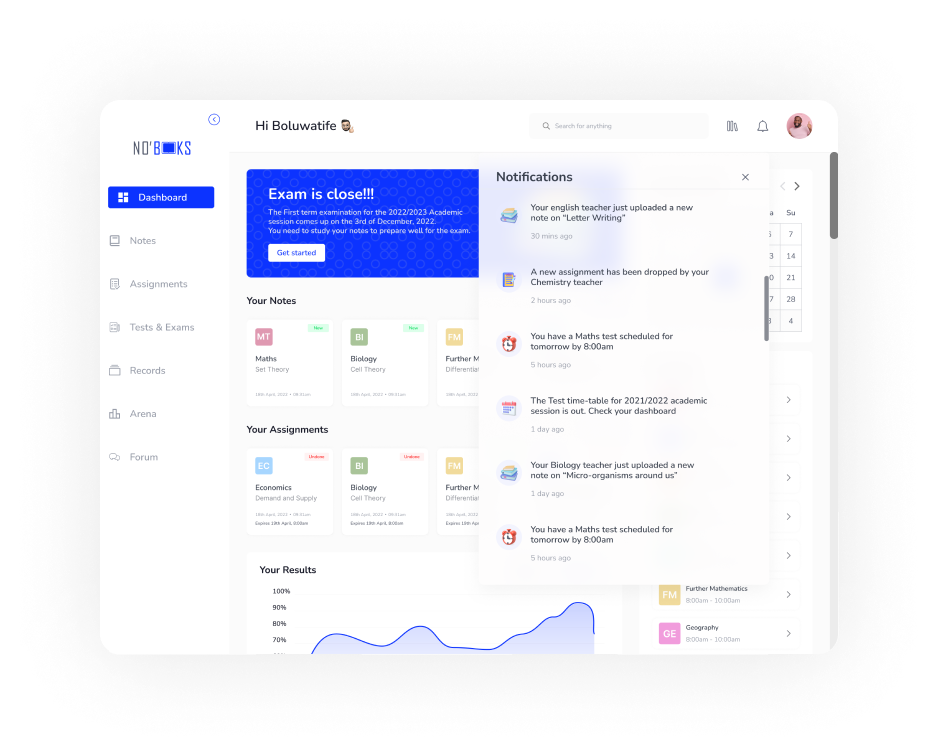 NO'BOOKS
Hi Boluwatife
Search for anything
Dashboard
Notes
Assignments
Tests & Exams
Records
Arena
Forum
Exam is close!!!
The First term examination for the 2022/2023 Academic
session comes up on the 3rd of December, 2022.
You need to study your notes to prepare well for the exam.
Get started
Your Notes
MT
New
Maths
Set Theory
BI
New
Biology
Cell Theory
FM
Further M
Differentia
Your Assignments
EC
Undone
Economics
Demand and Supply
18th April, 2022 • 09:31am
Expires 19th April, 8:00am
BI
Undone
Biology
Cell Theory
18th April, 2022 • 09:31am
Expires 19th April, 8:00am
FM
Further M
Differentia
18th April, 2022
Expires 19th Apri
Your Results
100%
90%
80%
70%
Notifications
Your english teacher just uploaded a new
note on “Letter Writing”
30 mins ago
A new assignment has been dropped by your
Chemistry teacher
2 hours ago
You have a Maths test scheduled for
tomorrow by 8:00am
5 hours ago
The Test time-table for 2021/2022 academic
session is out. Check your dashboard
1 day ago
Your Biology teacher just uploaded a new
note on “Micro-organisms around us”
1 day ago
You have a Maths test scheduled for
tomorrow by 8:00am
5 hours ago
a Su
7
3 14
0 21
7 28
4
FM
Further Mathematics
8:00am - 10:00am
GE
Geography
8:00am - 10:00am